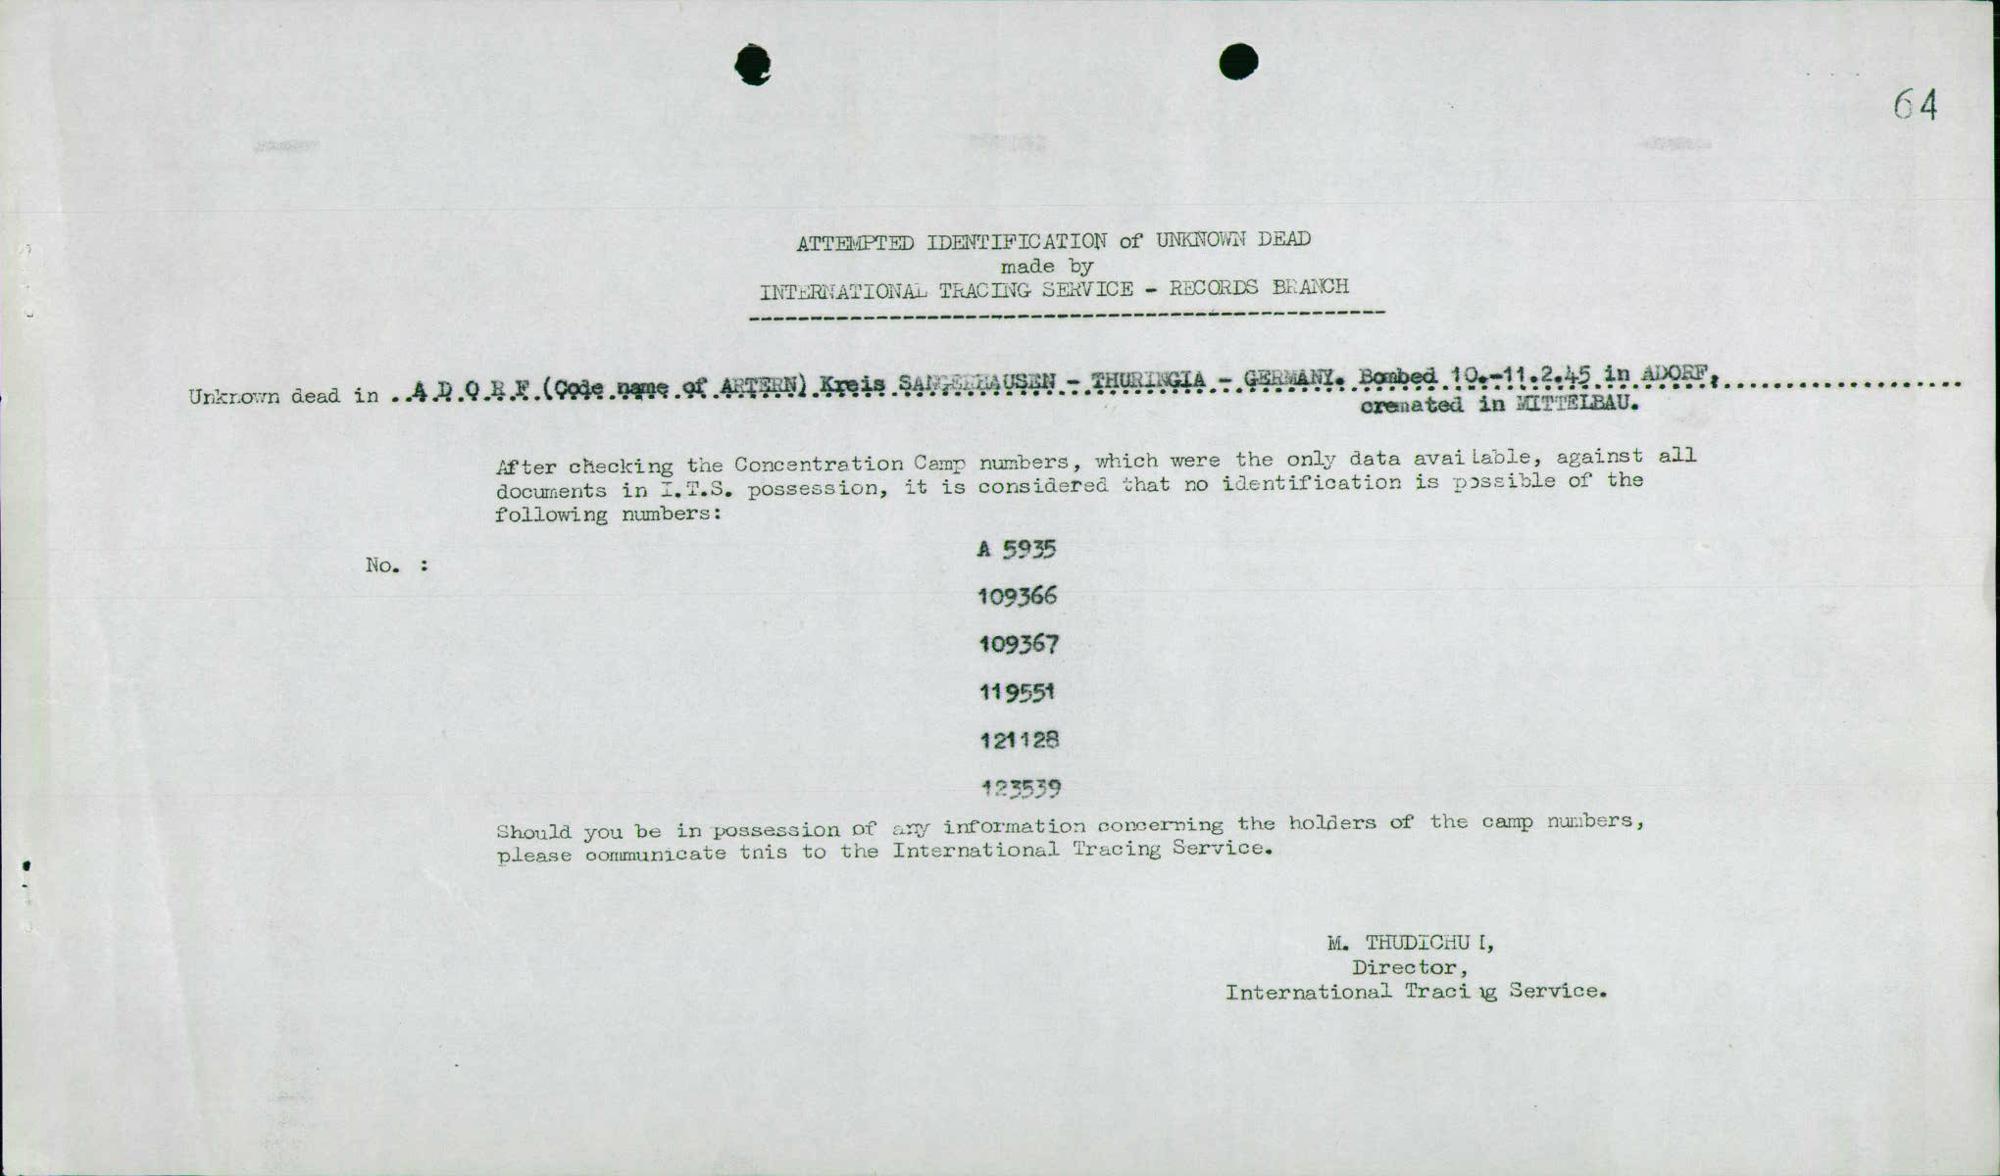 64
ATTEMPTED IDENTIFICATION of UNKNOWN DEAD
made by
INTERNATIONAL TRACING SERVICE - RECORDS BRANCH
Unknown dead in ..A.D.O.R.F.(Code name of ARTERN) Kreis SANGERHAUSEN - THURINGIA - GERMANY. Bombed 10.-11.2.45 in ADORF,
cremated in MITTELBAU.
After checking the Concentration Camp numbers, which were the only data available, against all
documents in I.T.S. possession, it is considered that no identification is possible of the
following numbers:
No. :
A 5935
109366
109367
119551
121128
123539
Should you be in possession of any information concerning the holders of the camp numbers,
please communicate this to the International Tracing Service.
M. THUDICHUM,
Director,
International Tracing Service.